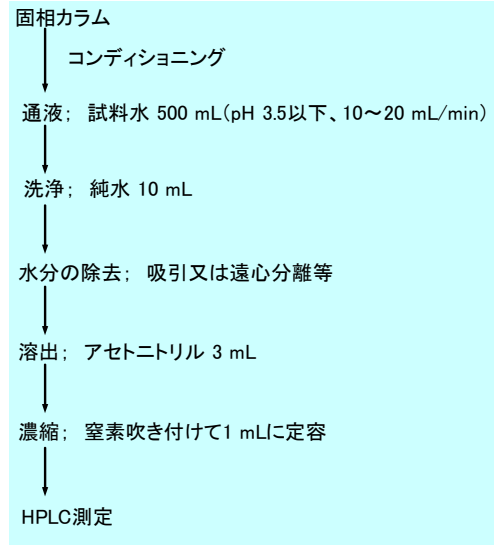 固相カラム
コンディショニング
通液； 試料水 500 mL（pH 3.5以下、10～20 mL/min）
洗浄； 純水 10 mL
水分の除去； 吸引又は遠心分離等
溶出； アセトニトリル 3 mL
濃縮； 窒素吹き付けて1 mLに定容
HPLC測定